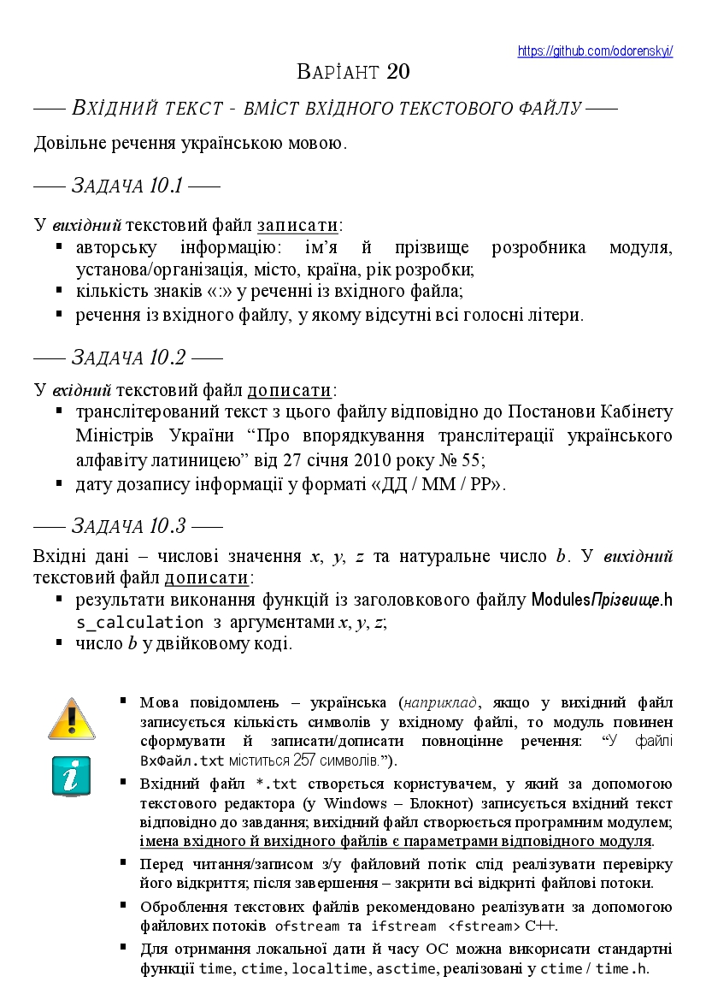 https://github.com/odorenskyi/
ВАРІАНТ 20
ВХІДНИЙ ТЕКСТ - ВМІСТ ВХІДНОГО ТЕКСТОВОГО ФАЙЛУ
Довільне речення українською мовою.
ЗАДАЧА 10.1
У вихідний текстовий файл записати:
▪ авторську інформацію: ім’я й прізвище розробника модуля,
установа/організація, місто, країна, рік розробки;
▪ кількість знаків «:» у реченні із вхідного файла;
▪ речення із вхідного файлу, у якому відсутні всі голосні літери.
ЗАДАЧА 10.2
У вхідний текстовий файл дописати:
▪ транслітерований текст з цього файлу відповідно до Постанови Кабінету
Міністрів України “Про впорядкування транслітерації українського
алфавіту латиницею” від 27 січня 2010 року № 55;
▪ дату дозапису інформації у форматі «ДД / ММ / РР».
ЗАДАЧА 10.3
Вхідні дані – числові значення x, y, z та натуральне число b. У вихідний
текстовий файл дописати:
▪ результати виконання функцій із заголовкового файлу ModulesПрізвище.h
s_calculation з аргументами x, y, z;
▪ число b у двійковому коді.
▪ Мова повідомлень – українська (наприклад, якщо у вихідний файл
записується кількість символів у вхідному файлі, то модуль повинен
сформувати й записати/дописати повноцінне речення: “У файлі
ВхФайл.txt міститься 257 символів.”).
▪ Вхідний файл *.txt створється користувачем, у який за допомогою
текстового редактора (у Windows – Блокнот) записується вхідний текст
відповідно до завдання; вихідний файл створюється програмним модулем;
імена вхідного й вихідного файлів є параметрами відповідного модуля.
▪ Перед читання/записом з/у файловий потік слід реалізувати перевірку
його відкриття; після завершення – закрити всі відкриті файлові потоки.
▪ Оброблення текстових файлів рекомендовано реалізувати за допомогою
файлових потоків ofstream та ifstream <fstream> С++.
▪ Для отримання локальної дати й часу ОС можна викорисати стандартні
функції time, ctime, localtime, asctime, реалізовані у ctime / time.h.